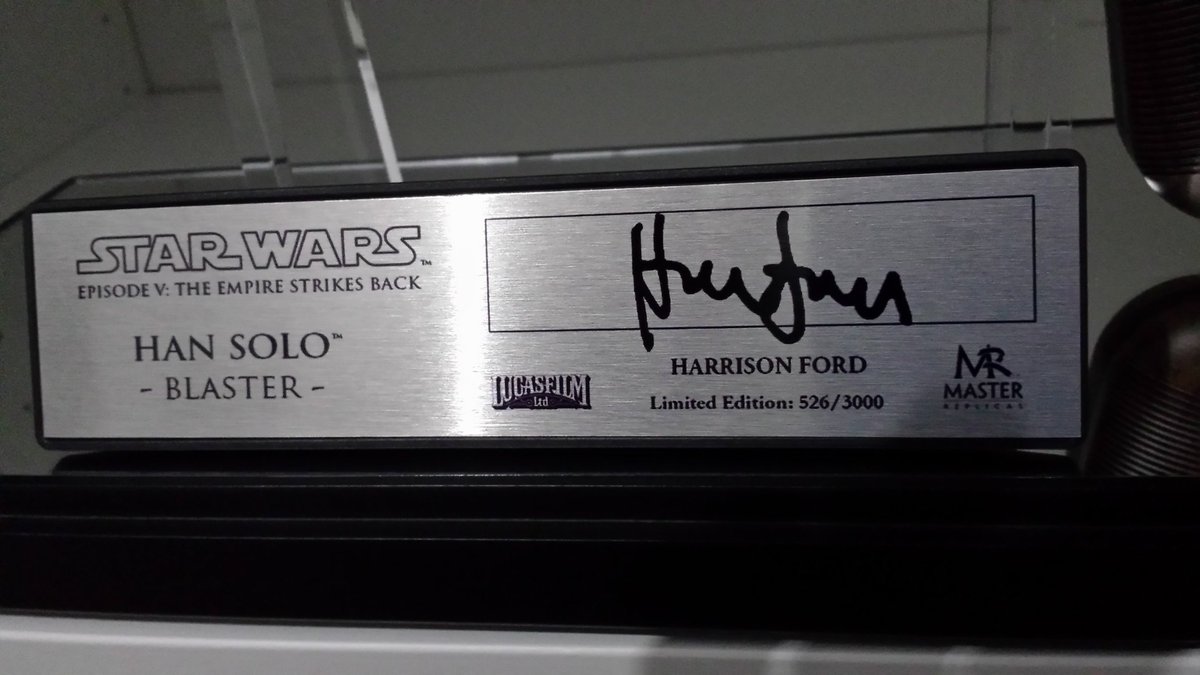 STAR WARS™
EPISODE V: THE EMPIRE STRIKES BACK
HAN SOLO™
- BLASTER -
HARRISON FORD
LUCASFILM
Ltd
Limited Edition: 526/3000
MR
MASTER
REPLICAS